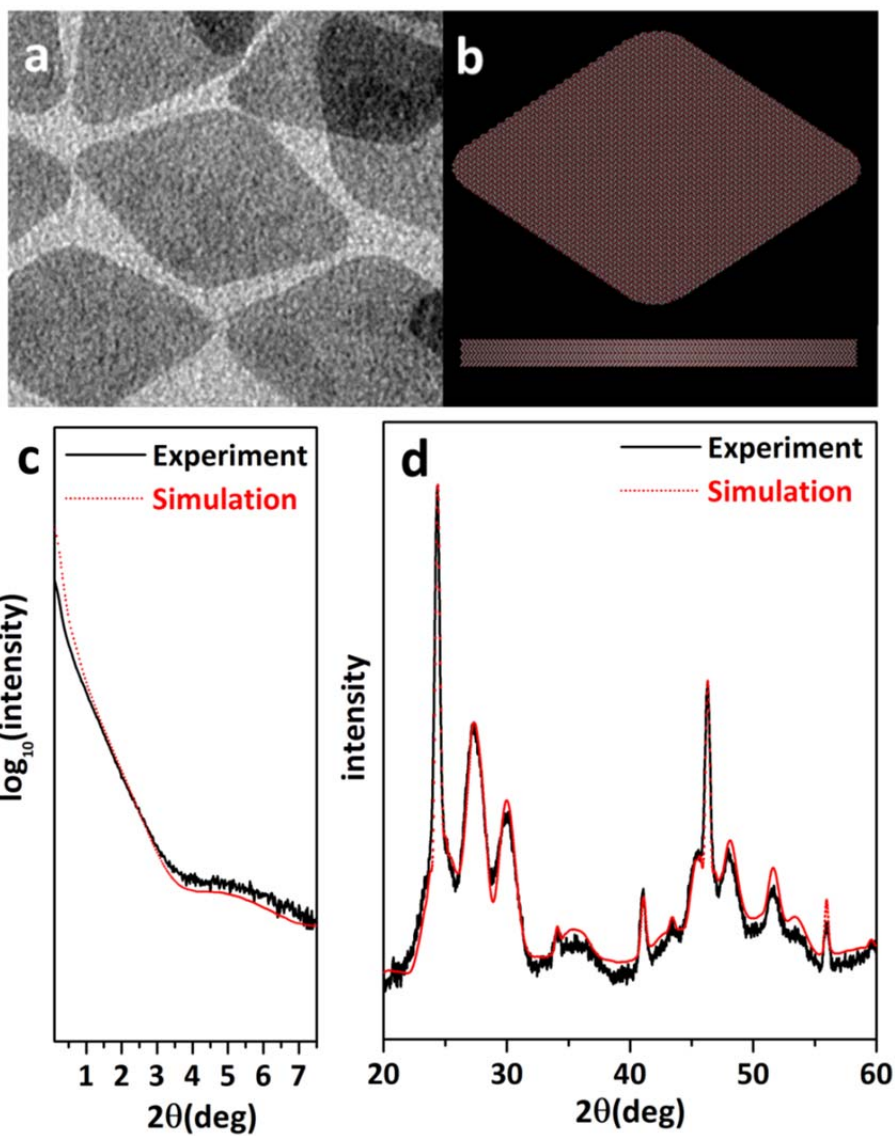 a
b
c
Experiment
Simulation
log₁₀(intensity)
1 2 3 4 5 6 7
2θ(deg)
d
Experiment
Simulation
intensity
20 30 40 50 60
2θ(deg)